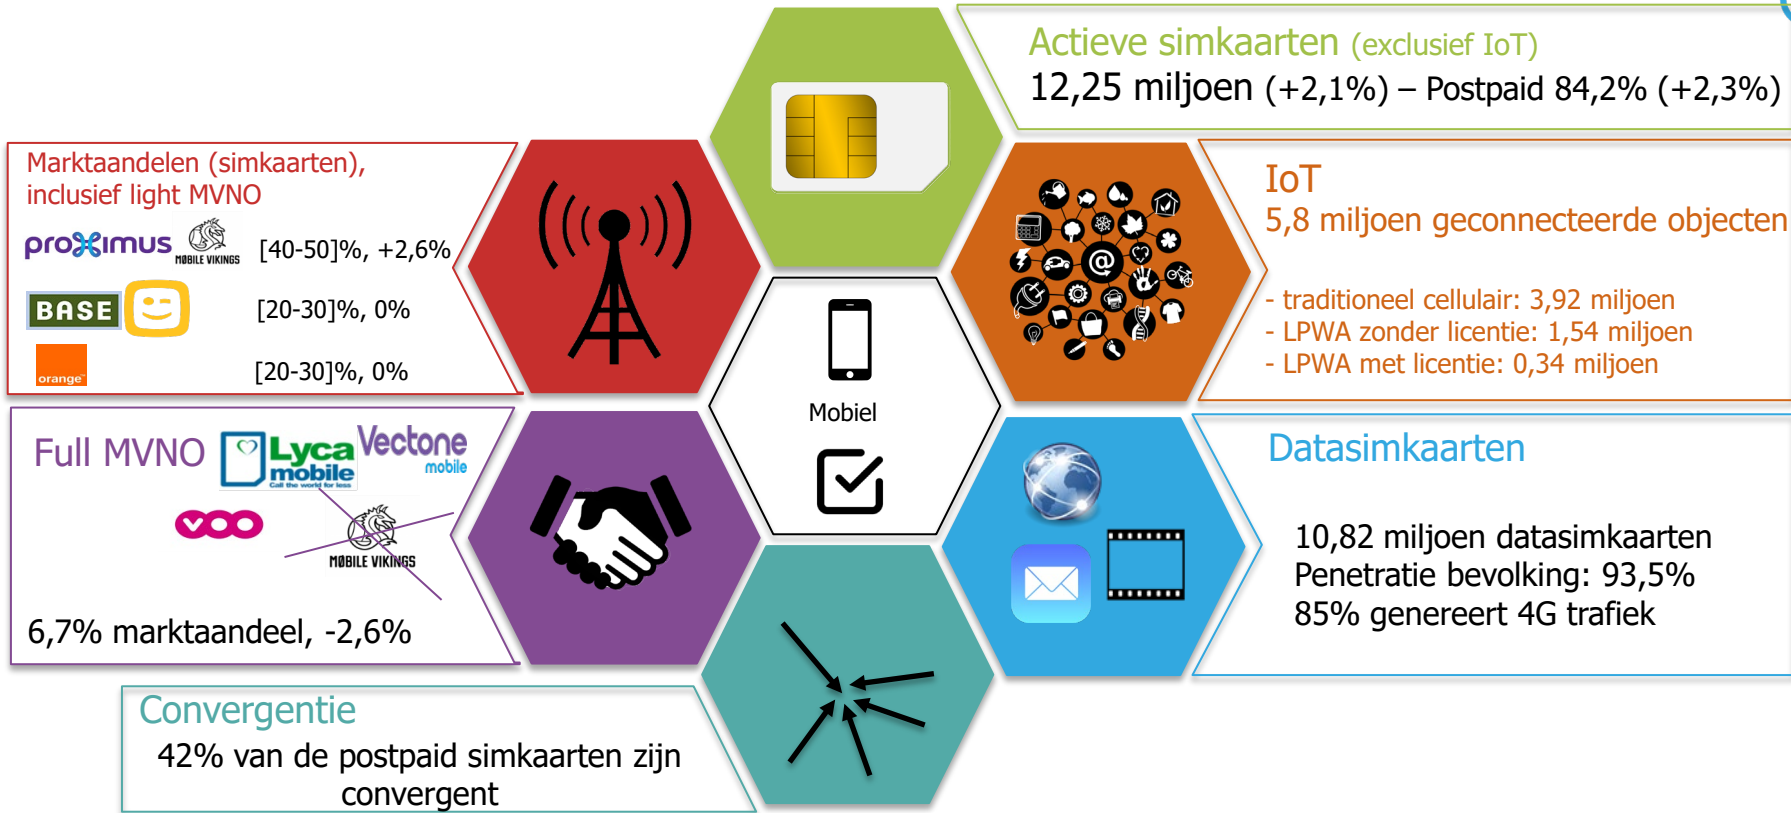 Actieve simkaarten (exclusief IoT)
12,25 miljoen (+2,1%) – Postpaid 84,2% (+2,3%)
Marktaandelen (simkaarten),
inclusief light MVNO
proximus MØBILE VIKINGS [40-50]%, +2,6%
BASE [20-30]%, 0%
orange™ [20-30]%, 0%
IoT
5,8 miljoen geconnecteerde objecten
- traditioneel cellulair: 3,92 miljoen
- LPWA zonder licentie: 1,54 miljoen
- LPWA met licentie: 0,34 miljoen
@
Mobiel
Full MVNO Lyca mobile Call the world for less Vectone mobile
voo MØBILE VIKINGS
6,7% marktaandeel, -2,6%
Datasimkaarten
10,82 miljoen datasimkaarten
Penetratie bevolking: 93,5%
85% genereert 4G trafiek
Convergentie
42% van de postpaid simkaarten zijn
convergent